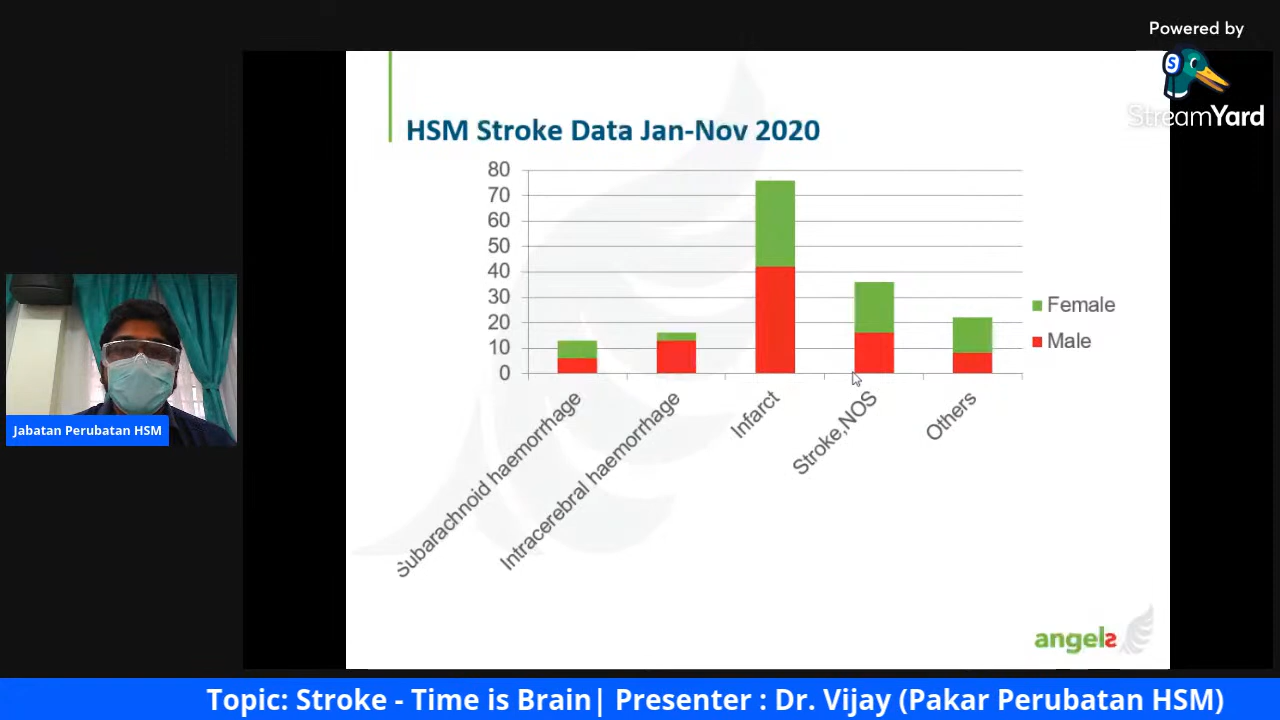 Powered by
S
StreamYard
HSM Stroke Data Jan-Nov 2020
80
70
60
50
40
30
20
10
0
Subarachnoid haemorrhage
Intracerebral haemorrhage
Infarct
Stroke,NOS
Others
Female
Male
Jabatan Perubatan HSM
angels
Topic: Stroke - Time is Brain| Presenter : Dr. Vijay (Pakar Perubatan HSM)